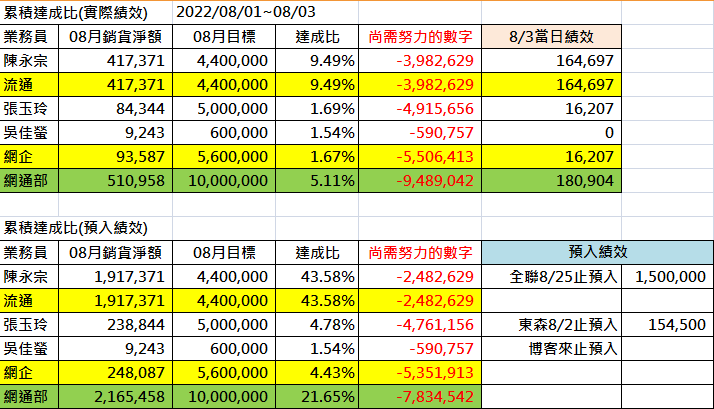 累積達成比(實際績效) 2022/08/01~08/03
業務員 08月銷貨淨額 08月目標 達成比 尚需努力的數字 8/3當日績效
陳永宗 417,371 4,400,000 9.49% -3,982,629 164,697
流通 417,371 4,400,000 9.49% -3,982,629 164,697
張玉玲 84,344 5,000,000 1.69% -4,915,656 16,207
吳佳螢 9,243 600,000 1.54% -590,757 0
網企 93,587 5,600,000 1.67% -5,506,413 16,207
網通部 510,958 10,000,000 5.11% -9,489,042 180,904
累積達成比(預入績效)
業務員 08月銷貨淨額 08月目標 達成比 尚需努力的數字 預入績效
陳永宗 1,917,371 4,400,000 43.58% -2,482,629 全聯8/25止預入 1,500,000
流通 1,917,371 4,400,000 43.58% -2,482,629
張玉玲 238,844 5,000,000 4.78% -4,761,156 東森8/2止預入 154,500
吳佳螢 9,243 600,000 1.54% -590,757 博客來止預入
網企 248,087 5,600,000 4.43% -5,351,913
網通部 2,165,458 10,000,000 21.65% -7,834,542